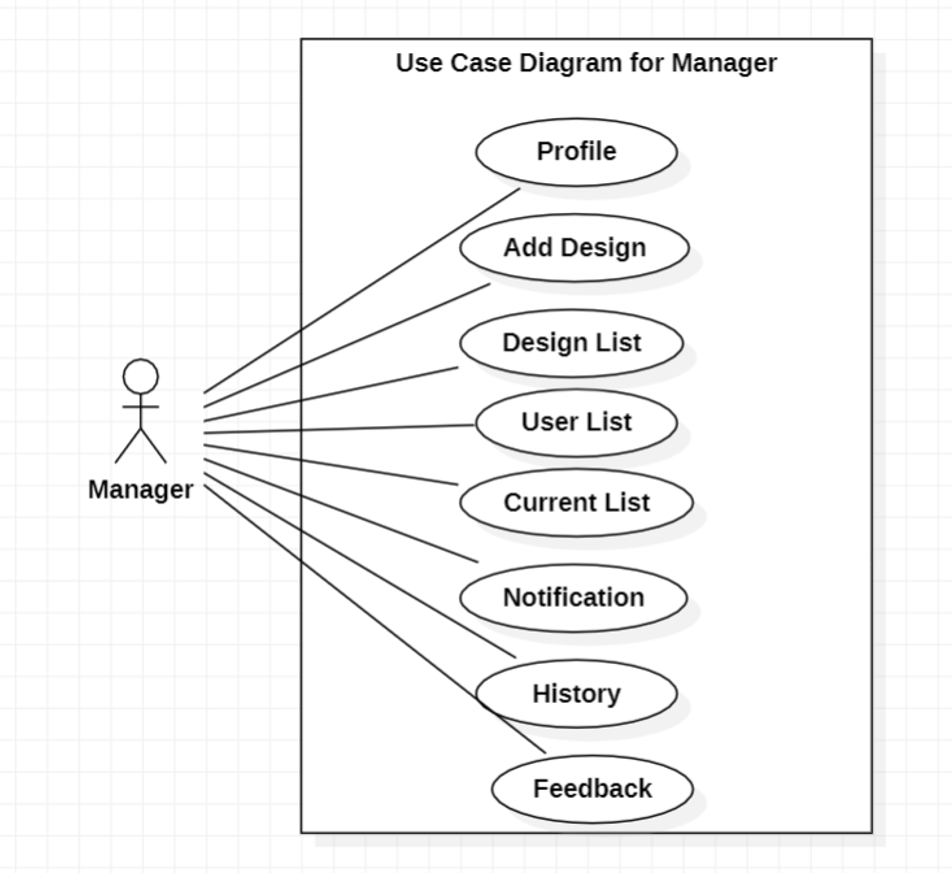 Use Case Diagram for Manager
Profile
Add Design
Design List
User List
Current List
Manager
Notification
History
Feedback